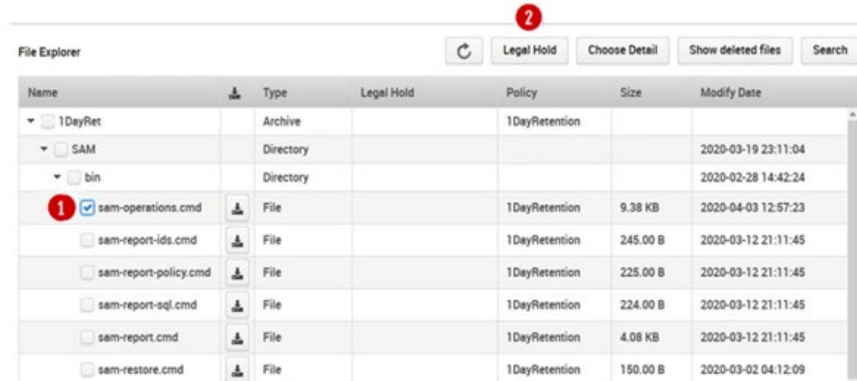 2
File Explorer Legal Hold Choose Detail Show deleted files Search
Name Type Legal Hold Policy Size Modify Date
1DayRet Archive 1DayRetention
SAM Directory 2020-03-19 23:11:04
bin Directory 2020-02-28 14:42:24
1 sam-operations.cmd File 1DayRetention 9.38 KB 2020-04-03 12:57:23
sam-report-ids.cmd File 1DayRetention 245.00 B 2020-03-12 21:11:45
sam-report-policy.cmd File 1DayRetention 225.00 B 2020-03-12 21:11:45
sam-report-sql.cmd File 1DayRetention 224.00 B 2020-03-12 21:11:45
sam-report.cmd File 1DayRetention 4.08 KB 2020-03-12 21:11:45
sam-restore.cmd File 1DayRetention 150.00 B 2020-03-02 04:12:09